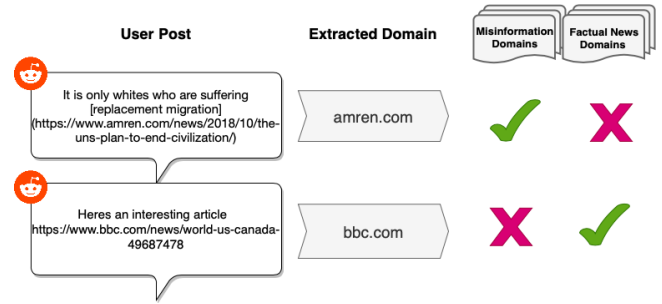 User Post
Extracted Domain
Misinformation
Domains
Factual News
Domains
It is only whites who are suffering
[replacement migration]
(https://www.amren.com/news/2018/10/the-
uns-plan-to-end-civilization/)
amren.com
Heres an interesting article
https://www.bbc.com/news/world-us-canada-
49687478
bbc.com